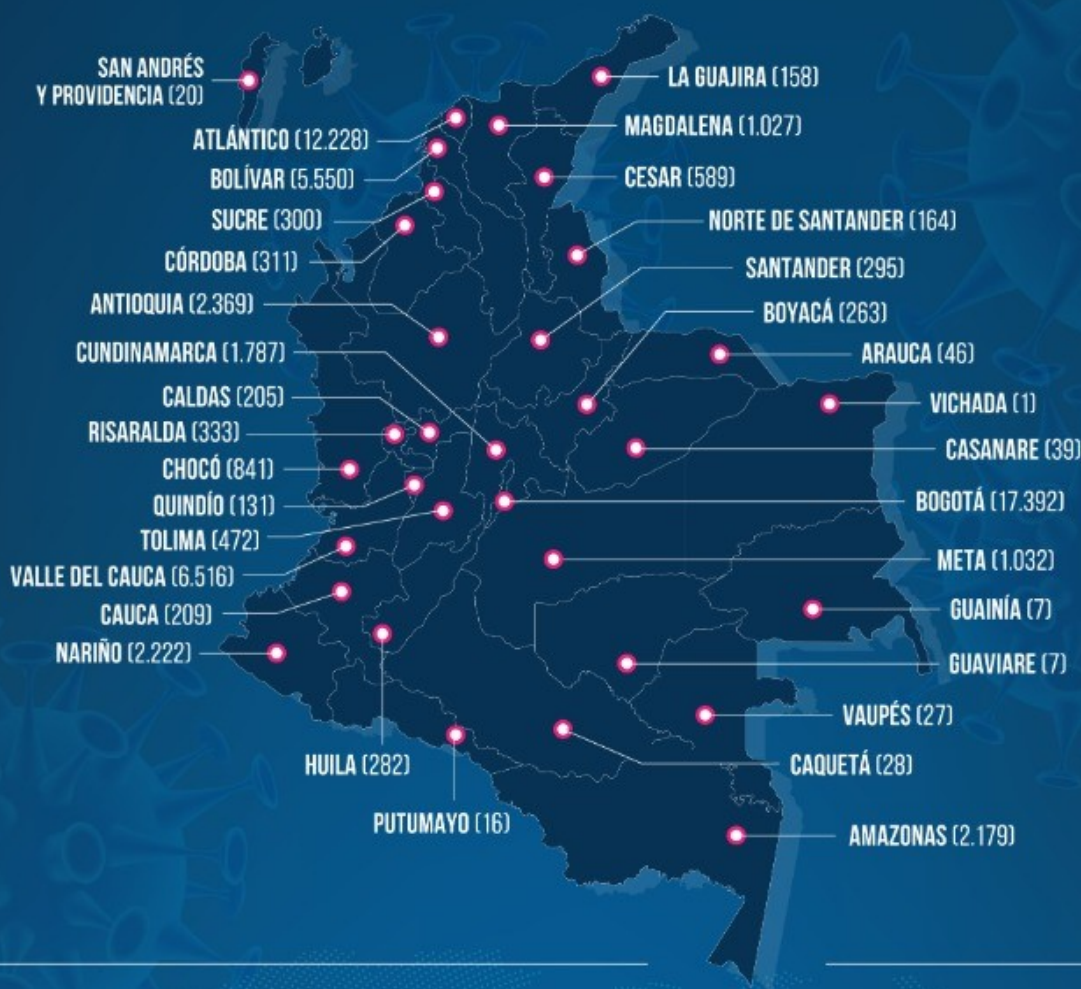 SAN ANDRÉS
Y PROVIDENCIA (20)
ATLÁNTICO (12.228)
BOLÍVAR (5.550)
SUCRE (300)
CÓRDOBA (311)
ANTIOQUIA (2.369)
CUNDINAMARCA (1.787)
CALDAS (205)
RISARALDA (333)
CHOCÓ (841)
QUINDÍO (131)
TOLIMA (472)
VALLE DEL CAUCA (6.516)
CAUCA (209)
NARIÑO (2.222)
HUILA (282)
PUTUMAYO (16)
LA GUAJIRA (158)
MAGDALENA (1.027)
CESAR (589)
NORTE DE SANTANDER (164)
SANTANDER (295)
BOYACÁ (263)
ARAUCA (46)
VICHADA (1)
CASANARE (39)
BOGOTÁ (17.392)
META (1.032)
GUAINÍA (7)
GUAVIARE (7)
VAUPÉS (27)
CAQUETÁ (28)
AMAZONAS (2.179)